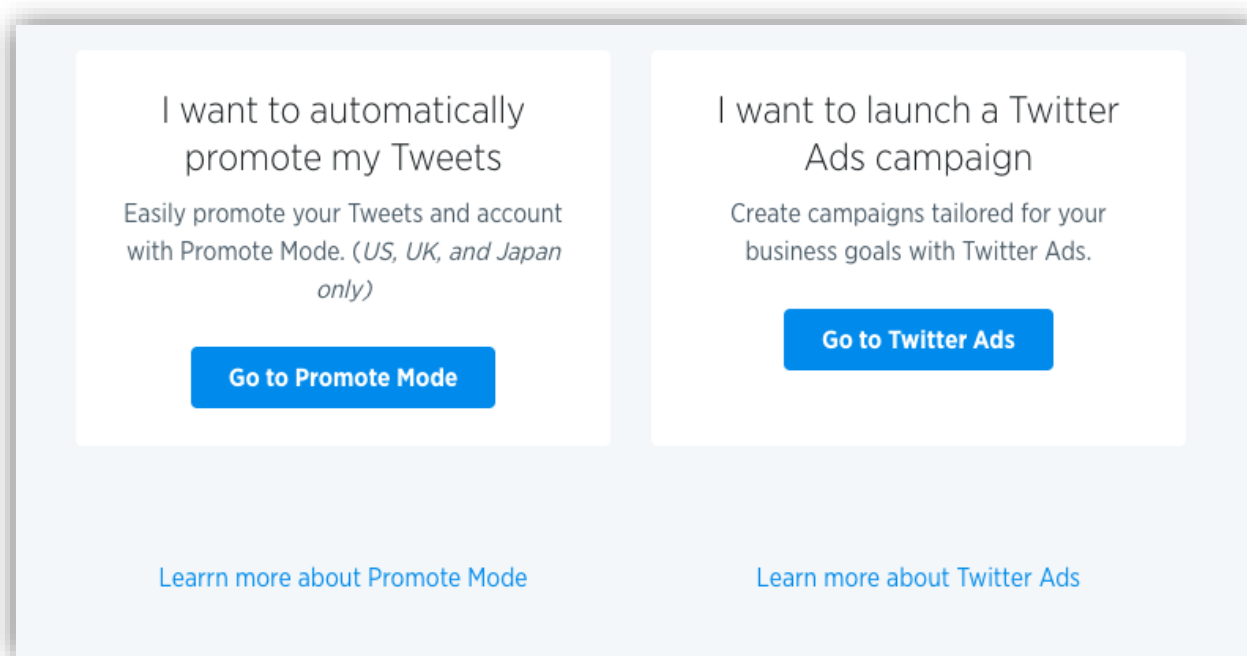 I want to automatically
promote my Tweets
Easily promote your Tweets and account
with Promote Mode. (US, UK, and Japan
only)
Go to Promote Mode
I want to launch a Twitter
Ads campaign
Create campaigns tailored for your
business goals with Twitter Ads.
Go to Twitter Ads
Learrn more about Promote Mode
Learn more about Twitter Ads